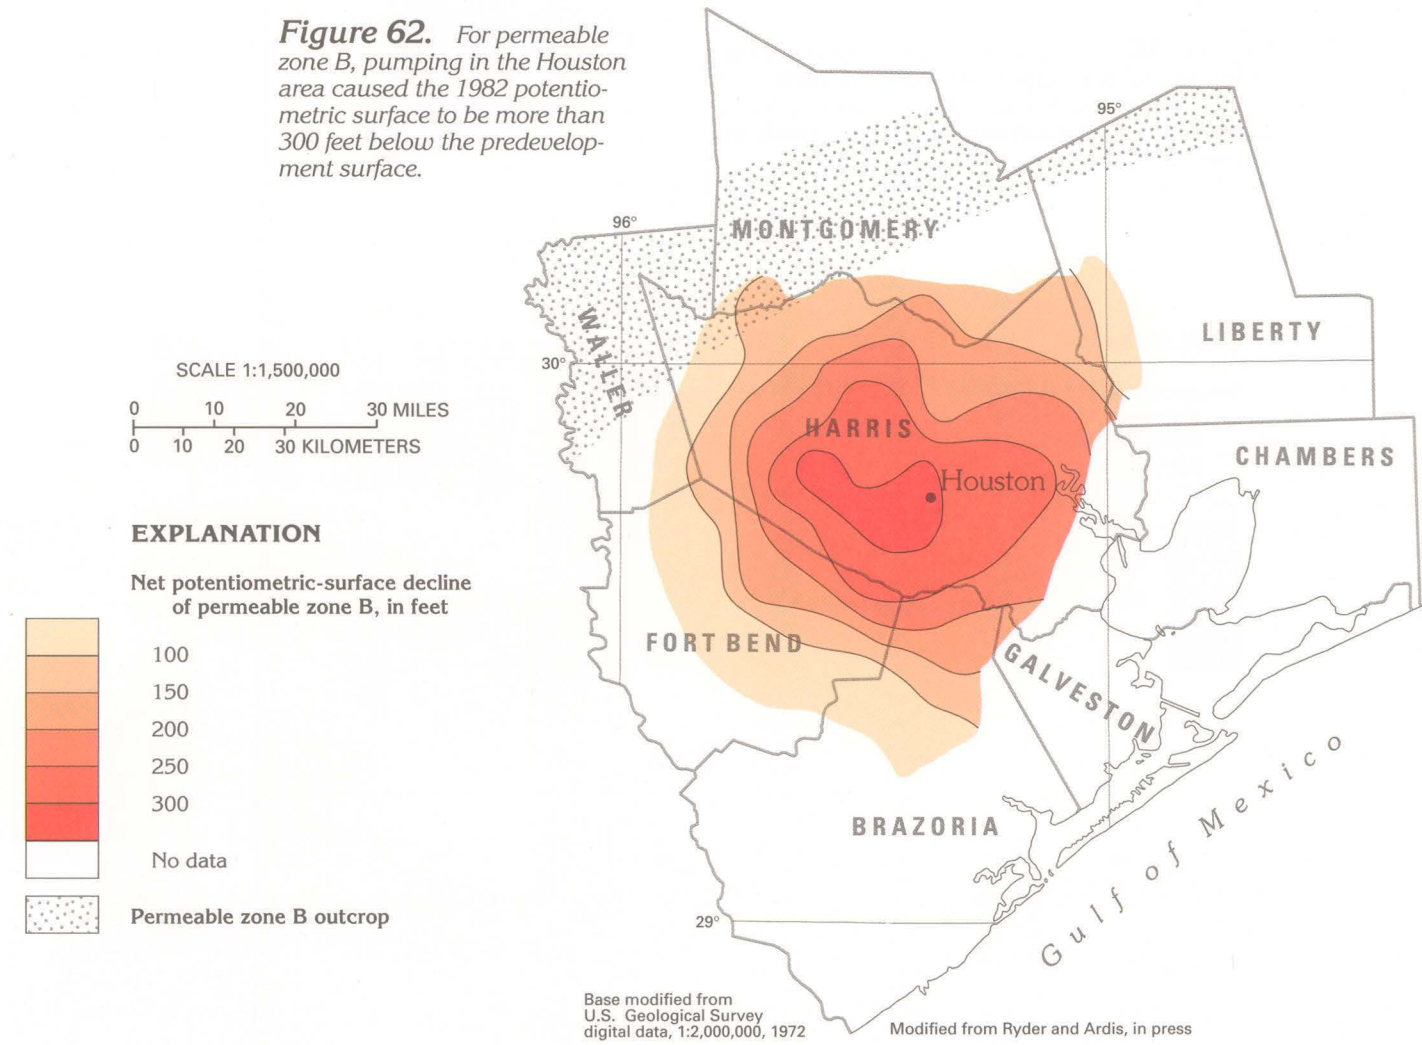 Figure 62. For permeable
zone B, pumping in the Houston
area caused the 1982 potentio-
metric surface to be more than
300 feet below the predevelop-
ment surface.
95°
96°
MONTGOMERY
WALLER
LIBERTY
30°
SCALE 1:1,500,000
0 10 20 30 MILES
0 10 20 30 KILOMETERS
HARRIS
CHAMBERS
Houston
EXPLANATION
Net potentiometric-surface decline
of permeable zone B, in feet
100
150
200
250
300
No data
Permeable zone B outcrop
FORT BEND
GALVESTON
BRAZORIA
Gulf of Mexico
29°
Base modified from
U.S. Geological Survey
digital data, 1:2,000,000, 1972
Modified from Ryder and Ardis, in press